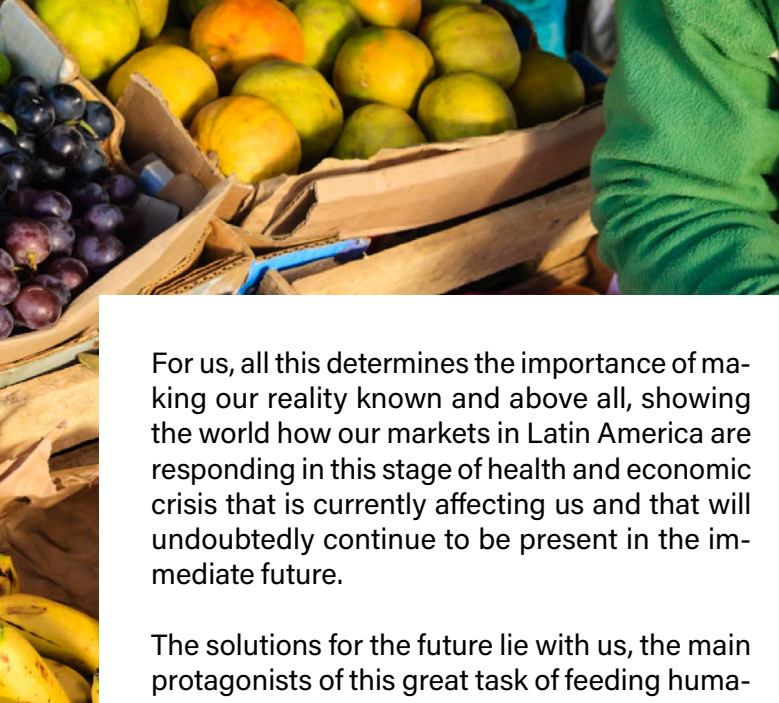 For us, all this determines the importance of ma-
king our reality known and above all, showing
the world how our markets in Latin America are
responding in this stage of health and economic
crisis that is currently affecting us and that will
undoubtedly continue to be present in the im-
mediate future.
The solutions for the future lie with us, the main
protagonists of this great task of feeding huma-